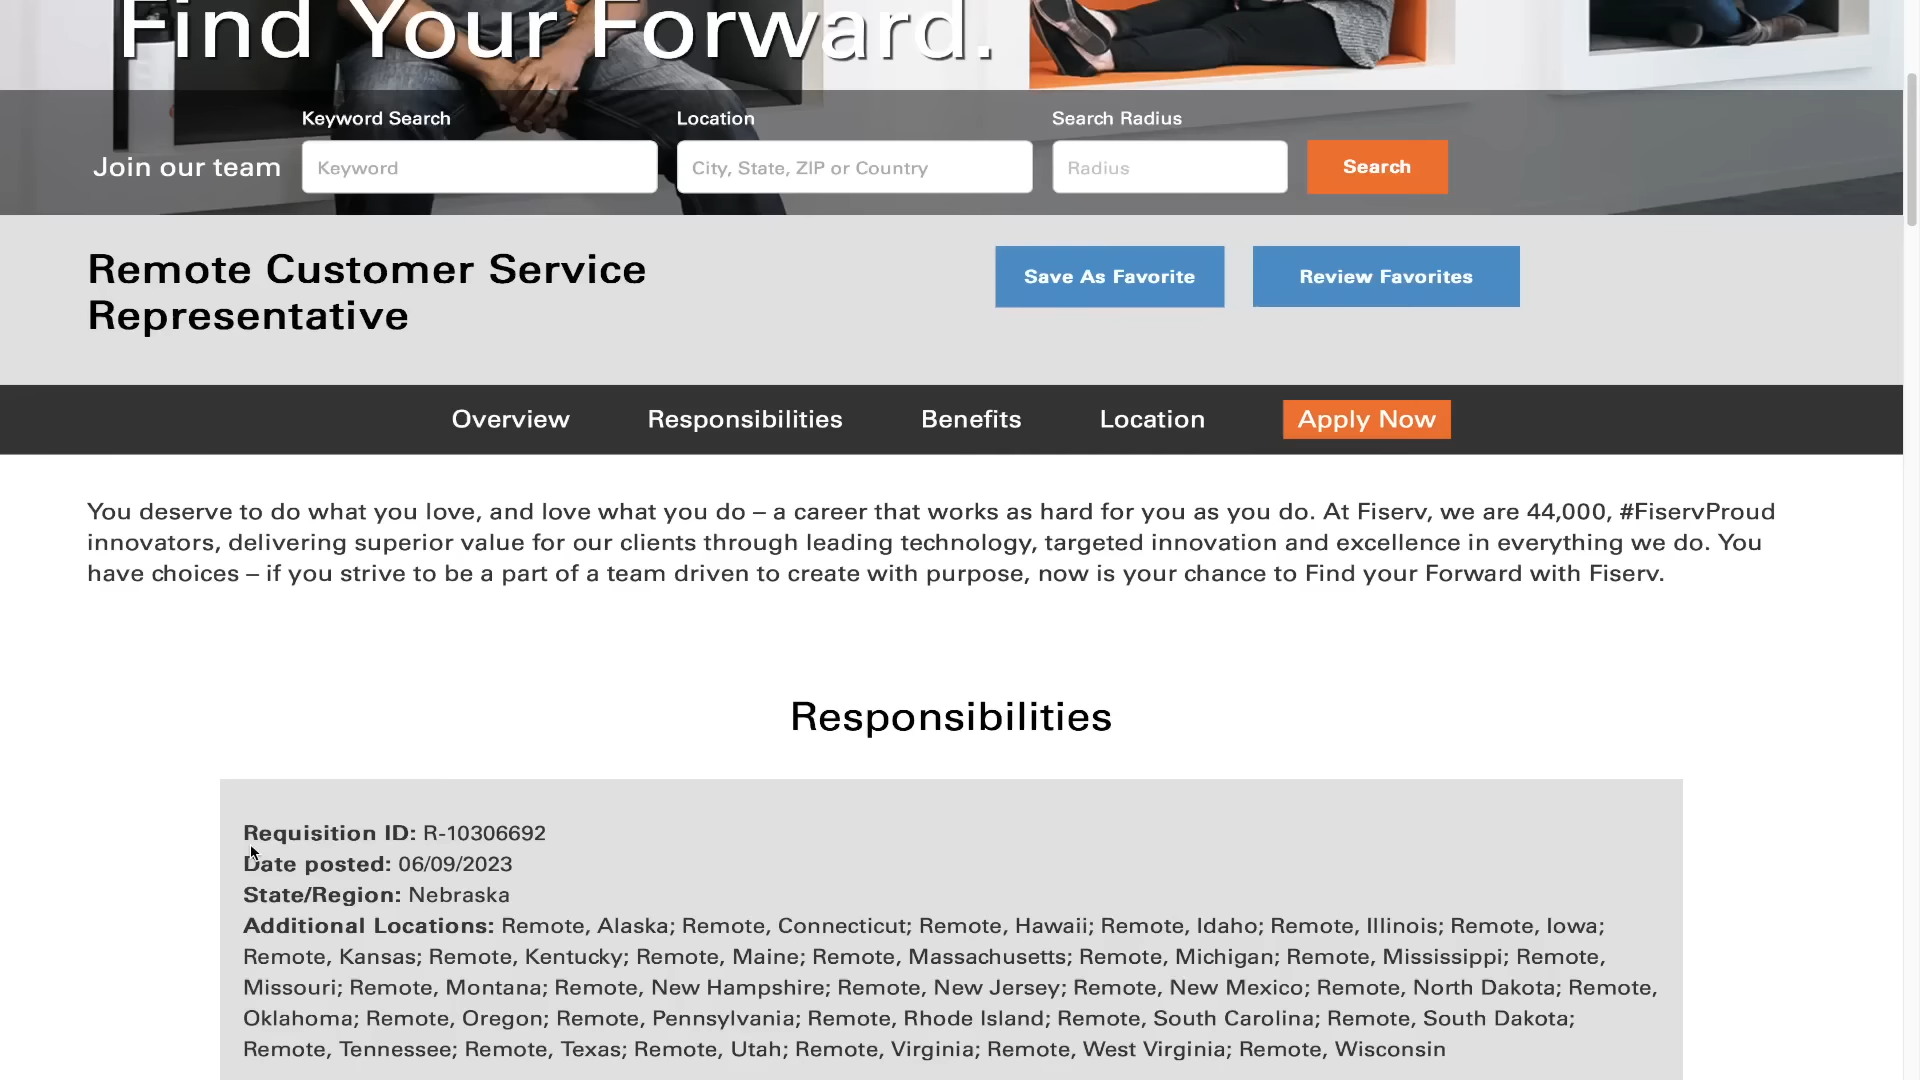 Find Your Forward.
Keyword Search
Location
Search Radius
Join our team
Keyword
City, State, ZIP or Country
Radius
Search
Remote Customer Service
Representative
Save As Favorite
Review Favorites
Overview
Responsibilities
Benefits
Location
Apply Now
You deserve to do what you love, and love what you do – a career that works as hard for you as you do. At Fiserv, we are 44,000, #FiservProud
innovators, delivering superior value for our clients through leading technology, targeted innovation and excellence in everything we do. You
have choices – if you strive to be a part of a team driven to create with purpose, now is your chance to Find your Forward with Fiserv.
Responsibilities
Requisition ID: R-10306692
Date posted: 06/09/2023
State/Region: Nebraska
Additional Locations: Remote, Alaska; Remote, Connecticut; Remote, Hawaii; Remote, Idaho; Remote, Illinois; Remote, Iowa;
Remote, Kansas; Remote, Kentucky; Remote, Maine; Remote, Massachusetts; Remote, Michigan; Remote, Mississippi; Remote,
Missouri; Remote, Montana; Remote, New Hampshire; Remote, New Jersey; Remote, New Mexico; Remote, North Dakota; Remote,
Oklahoma; Remote, Oregon; Remote, Pennsylvania; Remote, Rhode Island; Remote, South Carolina; Remote, South Dakota;
Remote, Tennessee; Remote, Texas; Remote, Utah; Remote, Virginia; Remote, West Virginia; Remote, Wisconsin